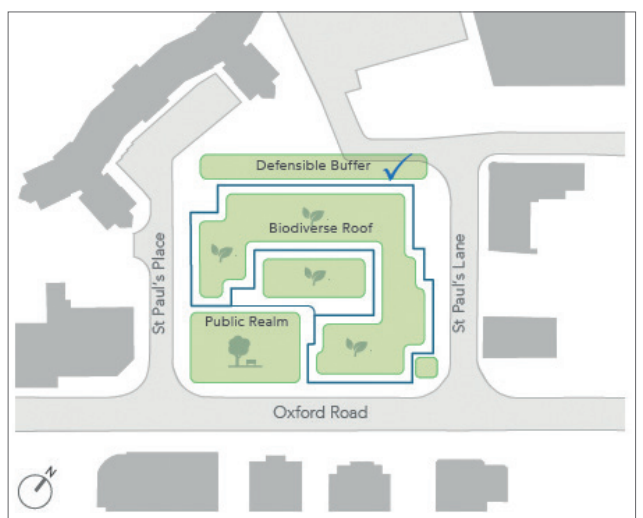 Defensible Buffer
Biodiverse Roof
St Paul's Place
St Paul's Lane
Public Realm
Oxford Road
N